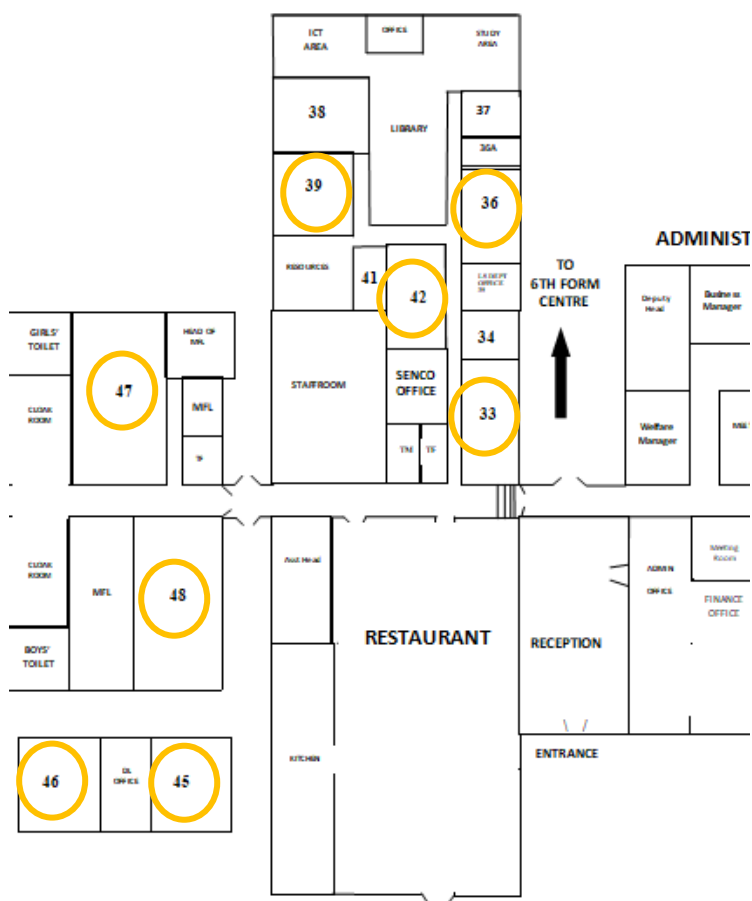 ICT
AREA
OFFICE
STUDY
AREA
38
37
LIBRARY
36A
39
36
ADMINIST
RESOURCES
41
42
OFFICE
TO
6TH FORM
CENTRE
Deputy
Head
Business
Manager
GIRLS'
TOILET
HEAD OF
MFL
34
47
STAFFROOM
SENCO
OFFICE
CLOAK
ROOM
MFL
33
Welfare
Manager
TF
TM
TE
CLOAK
ROOM
MFL
48
Asst Head
RESTAURANT
RECEPTION
ADMIN
OFFICE
Meeting
Room
FINANCE
OFFICE
BOYS'
TOILET
46
OFFICE
45
KITCHEN
ENTRANCE